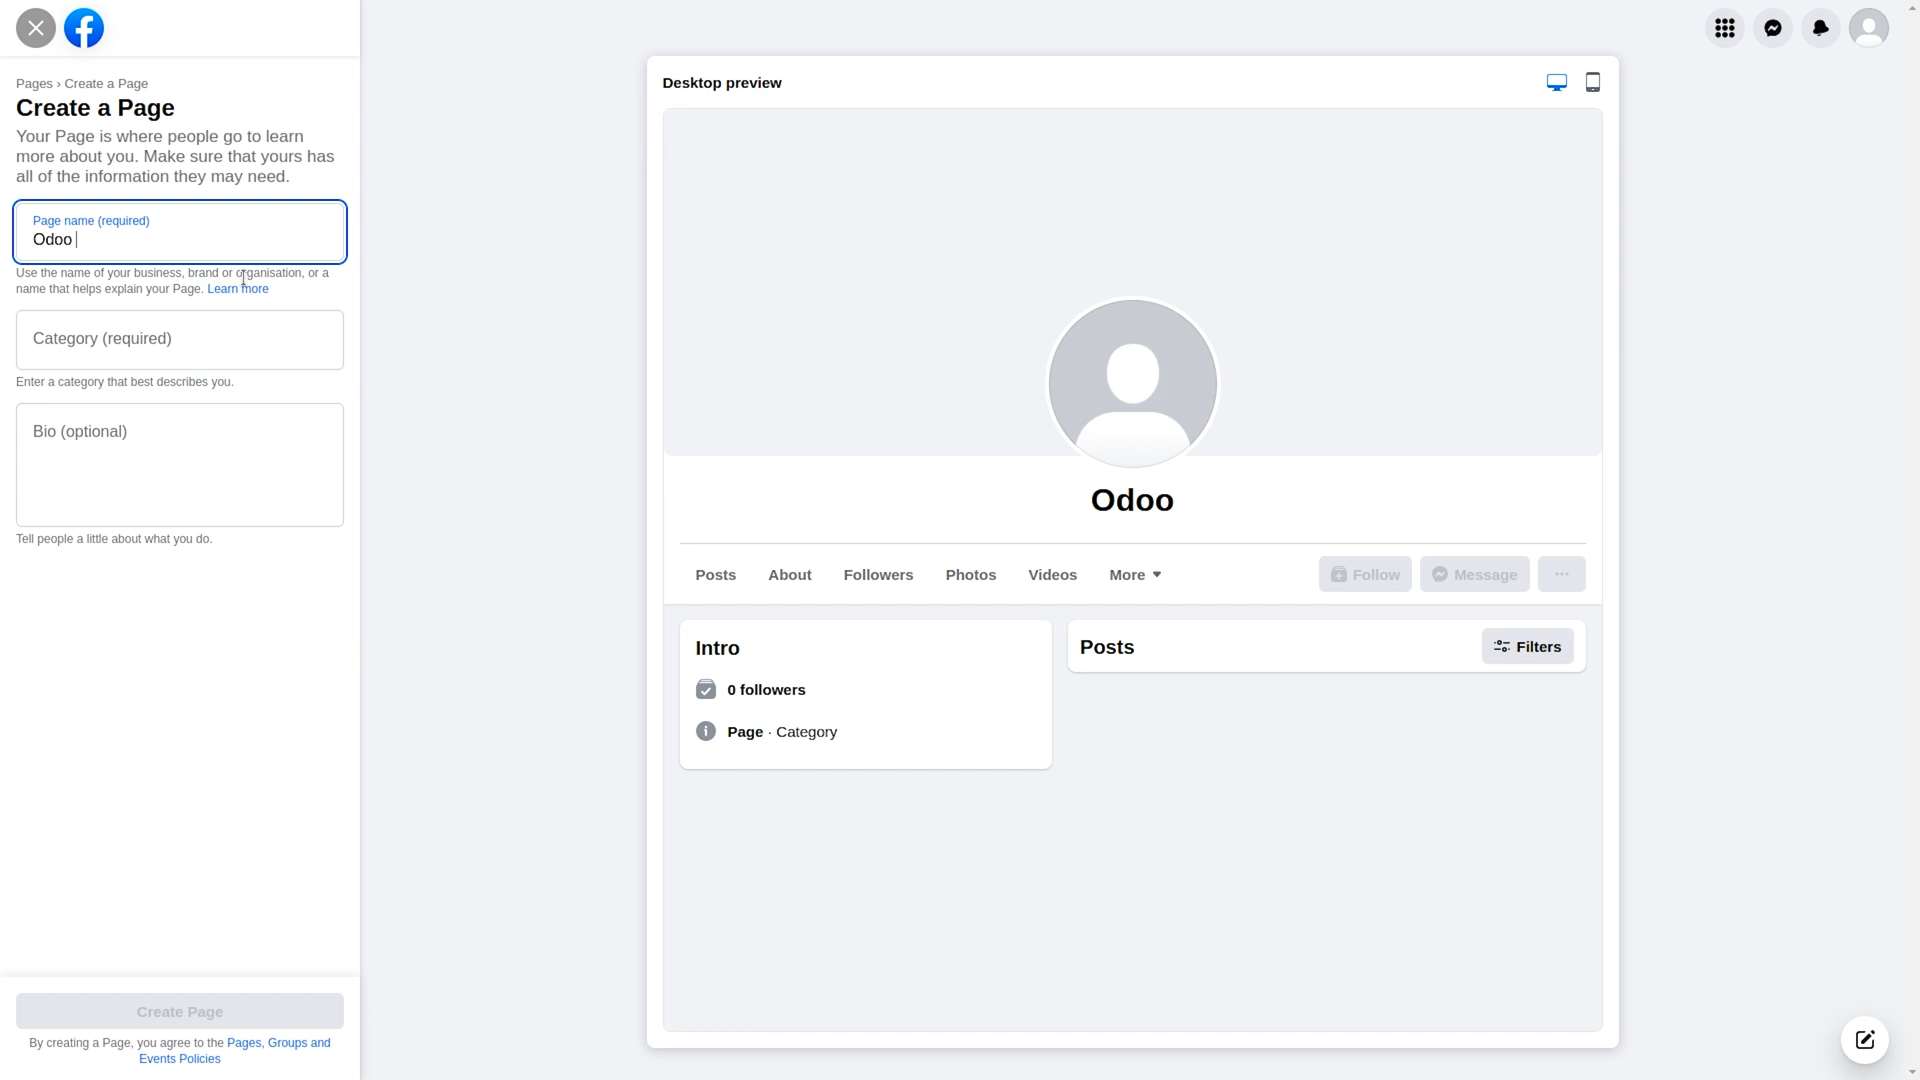 Pages › Create a Page
Create a Page
Your Page is where people go to learn
more about you. Make sure that yours has
all of the information they may need.
Page name (required)
Odoo
Use the name of your business, brand or organisation, or a
name that helps explain your Page. Learn more
Category (required)
Enter a category that best describes you.
Bio (optional)
Tell people a little about what you do.
Create Page
By creating a Page, you agree to the Pages, Groups and
Events Policies
Desktop preview
Odoo
Posts About Followers Photos Videos More Follow Message ...
Intro
0 followers
Page · Category
Posts Filters